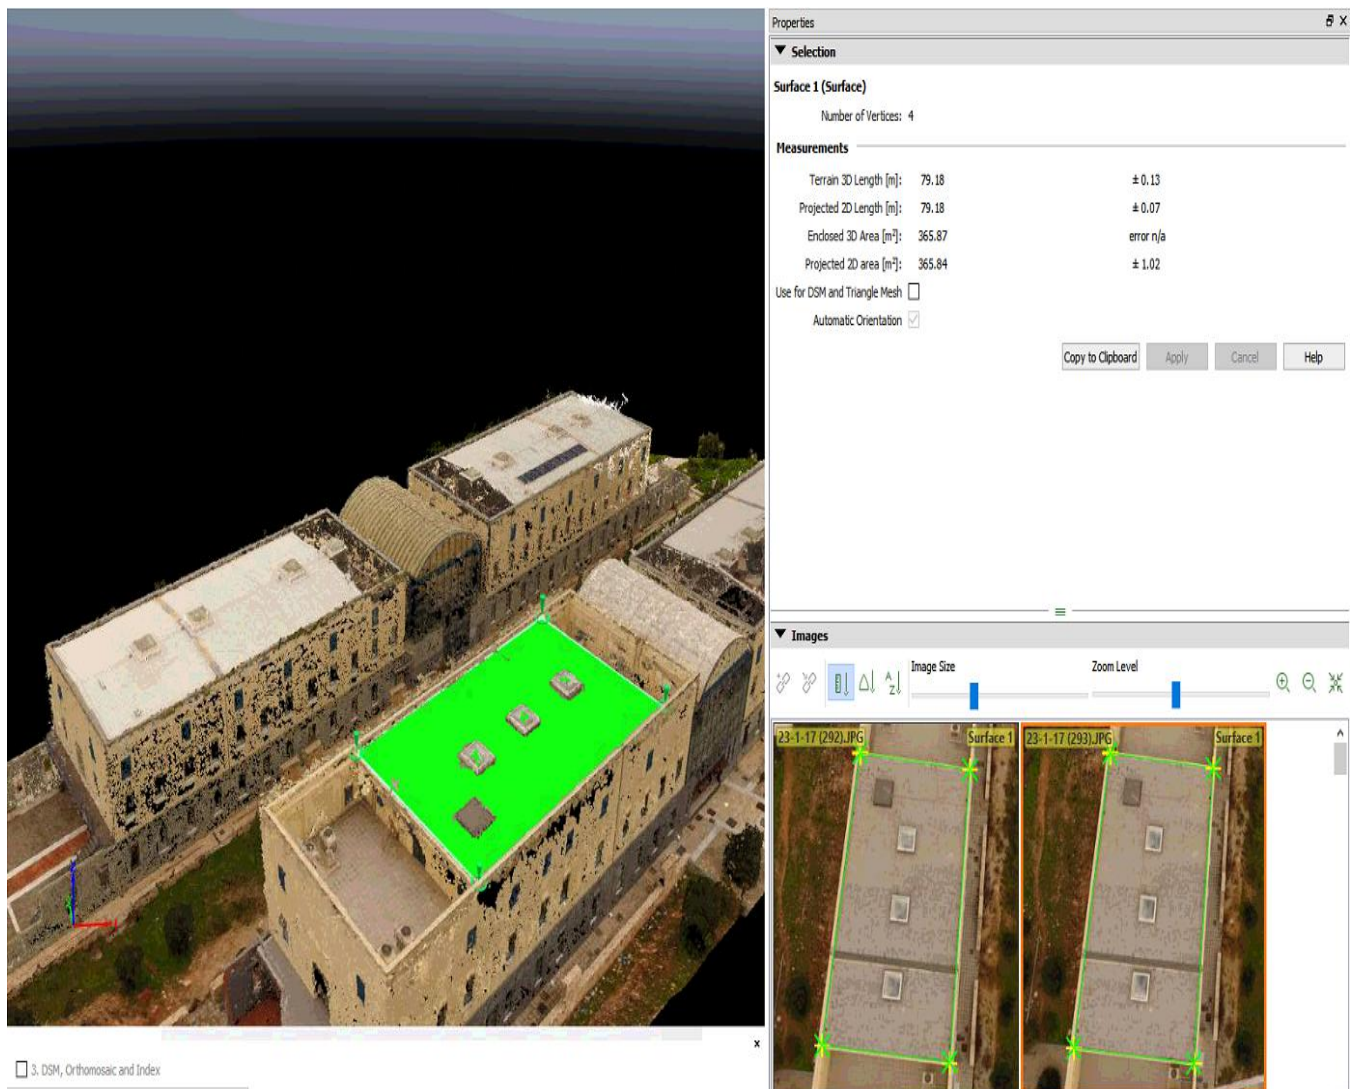 Properties
Selection
Surface 1 (Surface)
Number of Vertices: 4
Measurements
Terrain 3D Length [m]: 79.18 ± 0.13
Projected 2D Length [m]: 79.18 ± 0.07
Enclosed 3D Area [m²]: 365.87 error n/a
Projected 2D area [m²]: 365.84 ± 1.02
Use for DSM and Triangle Mesh
Automatic Orientation
Copy to Clipboard Apply Cancel Help
Images
Image Size Zoom Level
23-1-17 (292).JPG Surface 1 23-1-17 (293).JPG Surface 1
3. DSM, Orthomosaic and Index